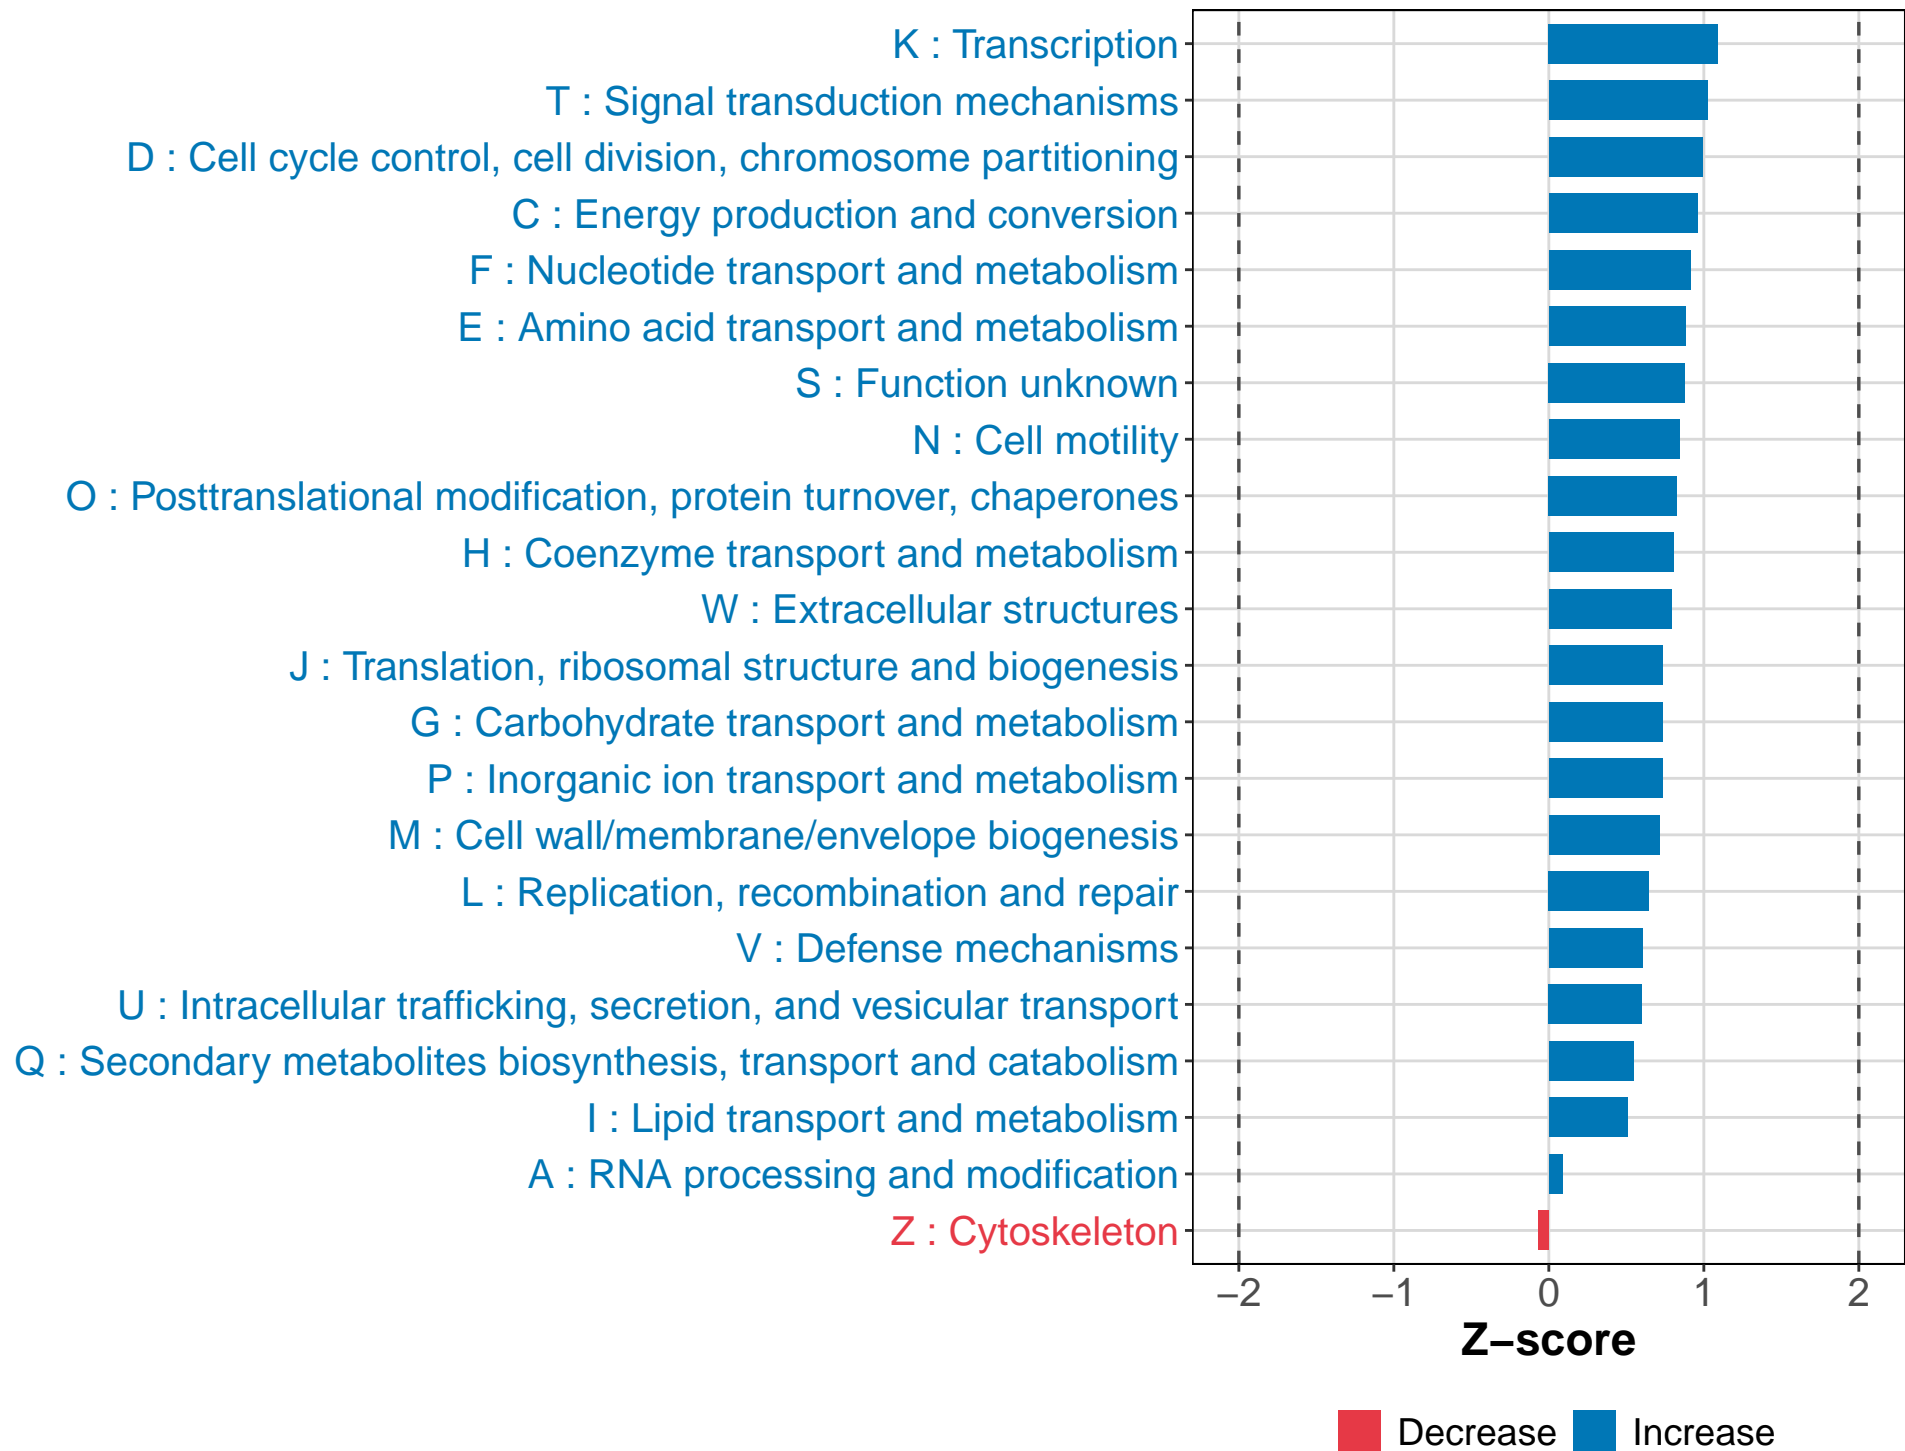 K : Transcription
T : Signal transduction mechanisms
D : Cell cycle control, cell division, chromosome partitioning
C : Energy production and conversion
F : Nucleotide transport and metabolism
E : Amino acid transport and metabolism
S : Function unknown
N : Cell motility
O : Posttranslational modification, protein turnover, chaperones
H : Coenzyme transport and metabolism
W : Extracellular structures
J : Translation, ribosomal structure and biogenesis
G : Carbohydrate transport and metabolism
P : Inorganic ion transport and metabolism
M : Cell wall/membrane/envelope biogenesis
L : Replication, recombination and repair
V : Defense mechanisms
U : Intracellular trafficking, secretion, and vesicular transport
Q : Secondary metabolites biosynthesis, transport and catabolism
I : Lipid transport and metabolism
A : RNA processing and modification
Z : Cytoskeleton
−2 −1 0 1 2
Z−score
Decrease Increase